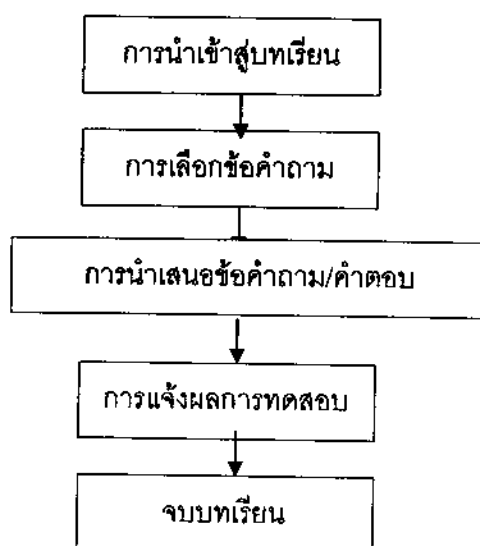 การนำเข้าสู่บทเรียน
การเลือกข้อคำถาม
การนำเสนอข้อคำถาม/คำตอบ
การแจ้งผลการทดสอบ
จบบทเรียน